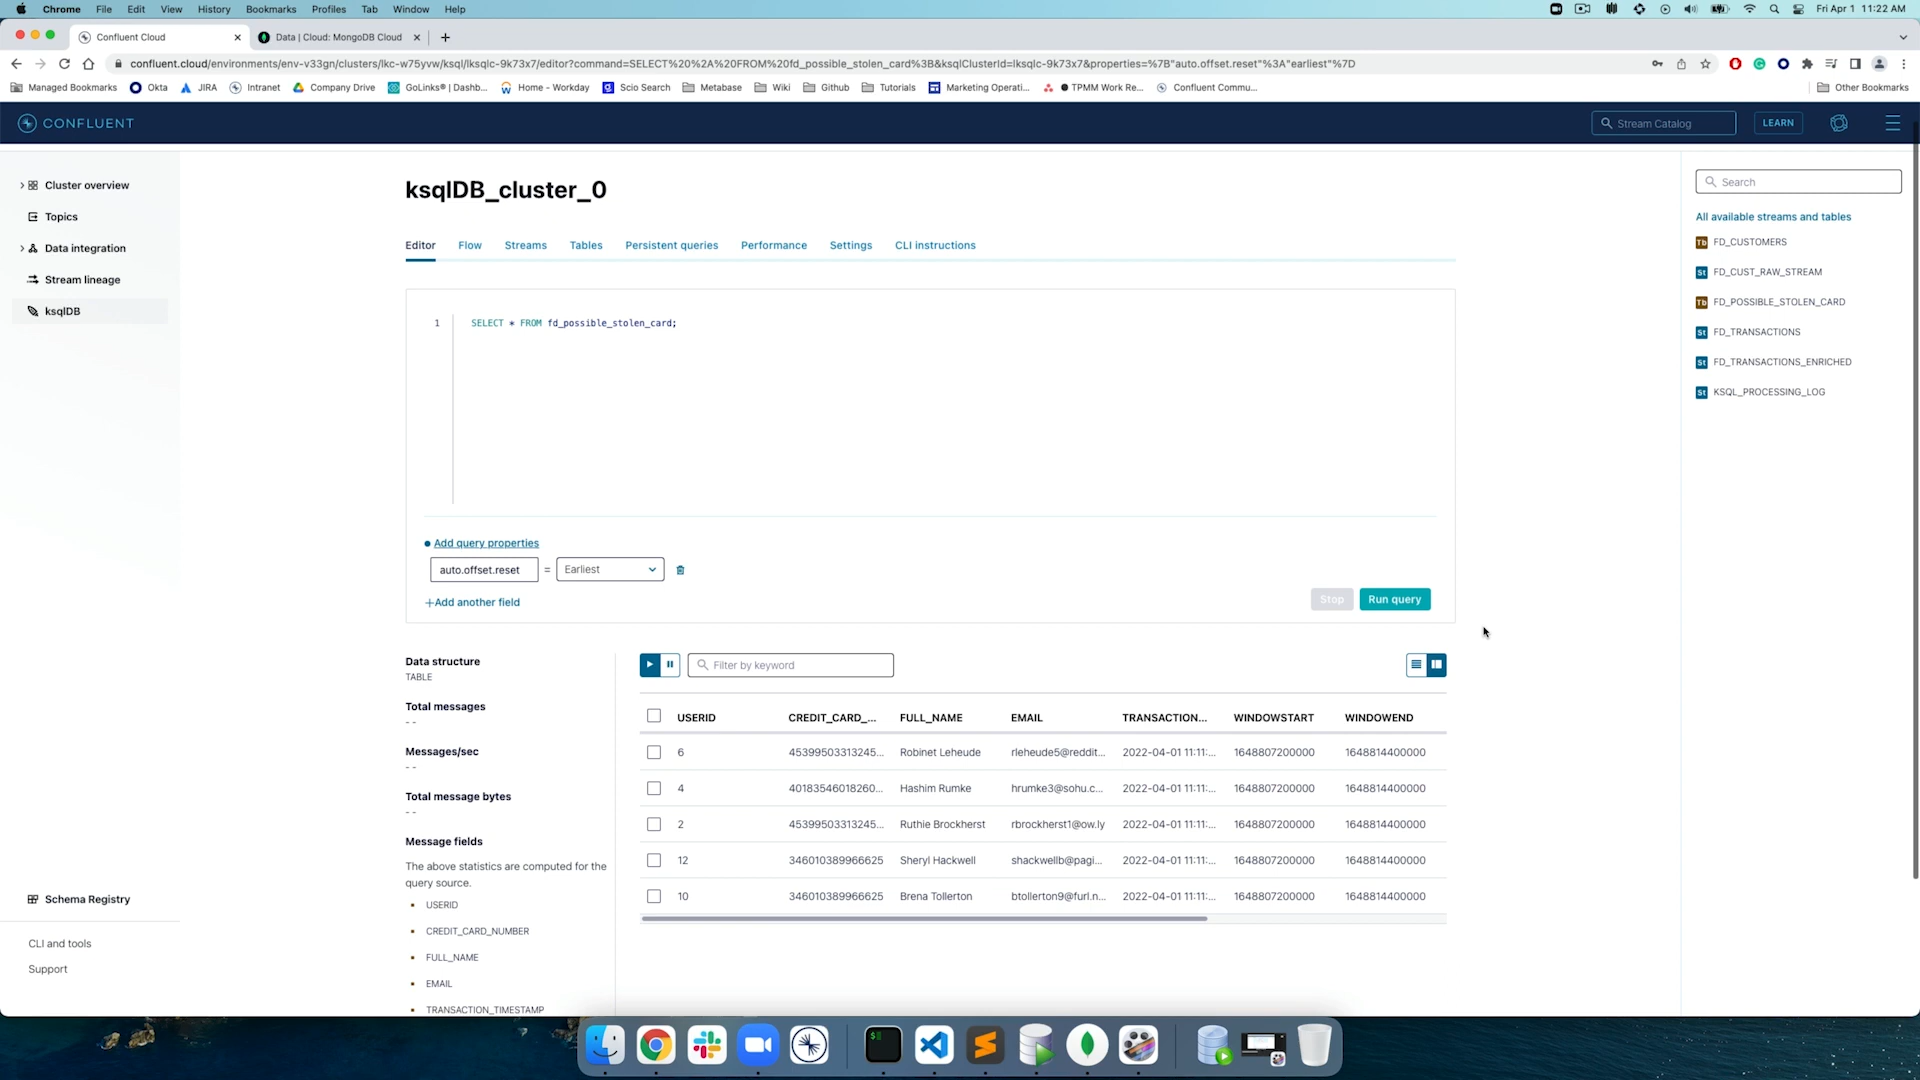 Chrome File Edit View History Bookmarks Profiles Tab Window Help Fri Apr 1 11:22 AM
Confluent Cloud Data | Cloud: MongoDB Cloud
confluent.cloud/environments/env-v33gn/clusters/lkc-w75yvw/ksql/lksqlc-9k73x7/editor?command=SELECT%20%2A%20FROM%20fd_possible_stolen_card%3B&ksqlClusterId=lksqlc-9k73x7&properties=%7B"auto.offset.reset"%3A"earliest"%7D
Managed Bookmarks Okta JIRA Intranet Company Drive GoLinks® | Dashb... Home - Workday Scio Search Metabase Wiki Github Tutorials Marketing Operati... TPMM Work Re... Confluent Commu... Other Bookmarks
CONFLUENT Stream Catalog LEARN
Cluster overview
Topics
Data integration
Stream lineage
ksqlDB
Schema Registry
CLI and tools
Support
ksqlDB_cluster_0
Editor Flow Streams Tables Persistent queries Performance Settings CLI instructions
1 SELECT * FROM fd_possible_stolen_card;
Add query properties
auto.offset.reset = Earliest
+Add another field
Stop Run query
Data structure
TABLE
Total messages
- -
Messages/sec
- -
Total message bytes
- -
Message fields
The above statistics are computed for the
query source.
USERID
CREDIT_CARD_NUMBER
FULL_NAME
EMAIL
TRANSACTION_TIMESTAMP
Filter by keyword
USERID CREDIT_CARD_... FULL_NAME EMAIL TRANSACTION... WINDOWSTART WINDOWEND
6 45399503313245... Robinet Leheude rleheude5@reddit... 2022-04-01 11:11:... 1648807200000 1648814400000
4 40183546018260... Hashim Rumke hrumke3@sohu.c... 2022-04-01 11:11:... 1648807200000 1648814400000
2 45399503313245... Ruthie Brockherst rbrockherst1@ow.ly 2022-04-01 11:11:... 1648807200000 1648814400000
12 346010389966625 Sheryl Hackwell shackwellb@pagi... 2022-04-01 11:11:... 1648807200000 1648814400000
10 346010389966625 Brena Tollerton btollerton9@furl.n... 2022-04-01 11:11:... 1648807200000 1648814400000
Search
All available streams and tables
Tb FD_CUSTOMERS
St FD_CUST_RAW_STREAM
Tb FD_POSSIBLE_STOLEN_CARD
St FD_TRANSACTIONS
St FD_TRANSACTIONS_ENRICHED
St KSQL_PROCESSING_LOG